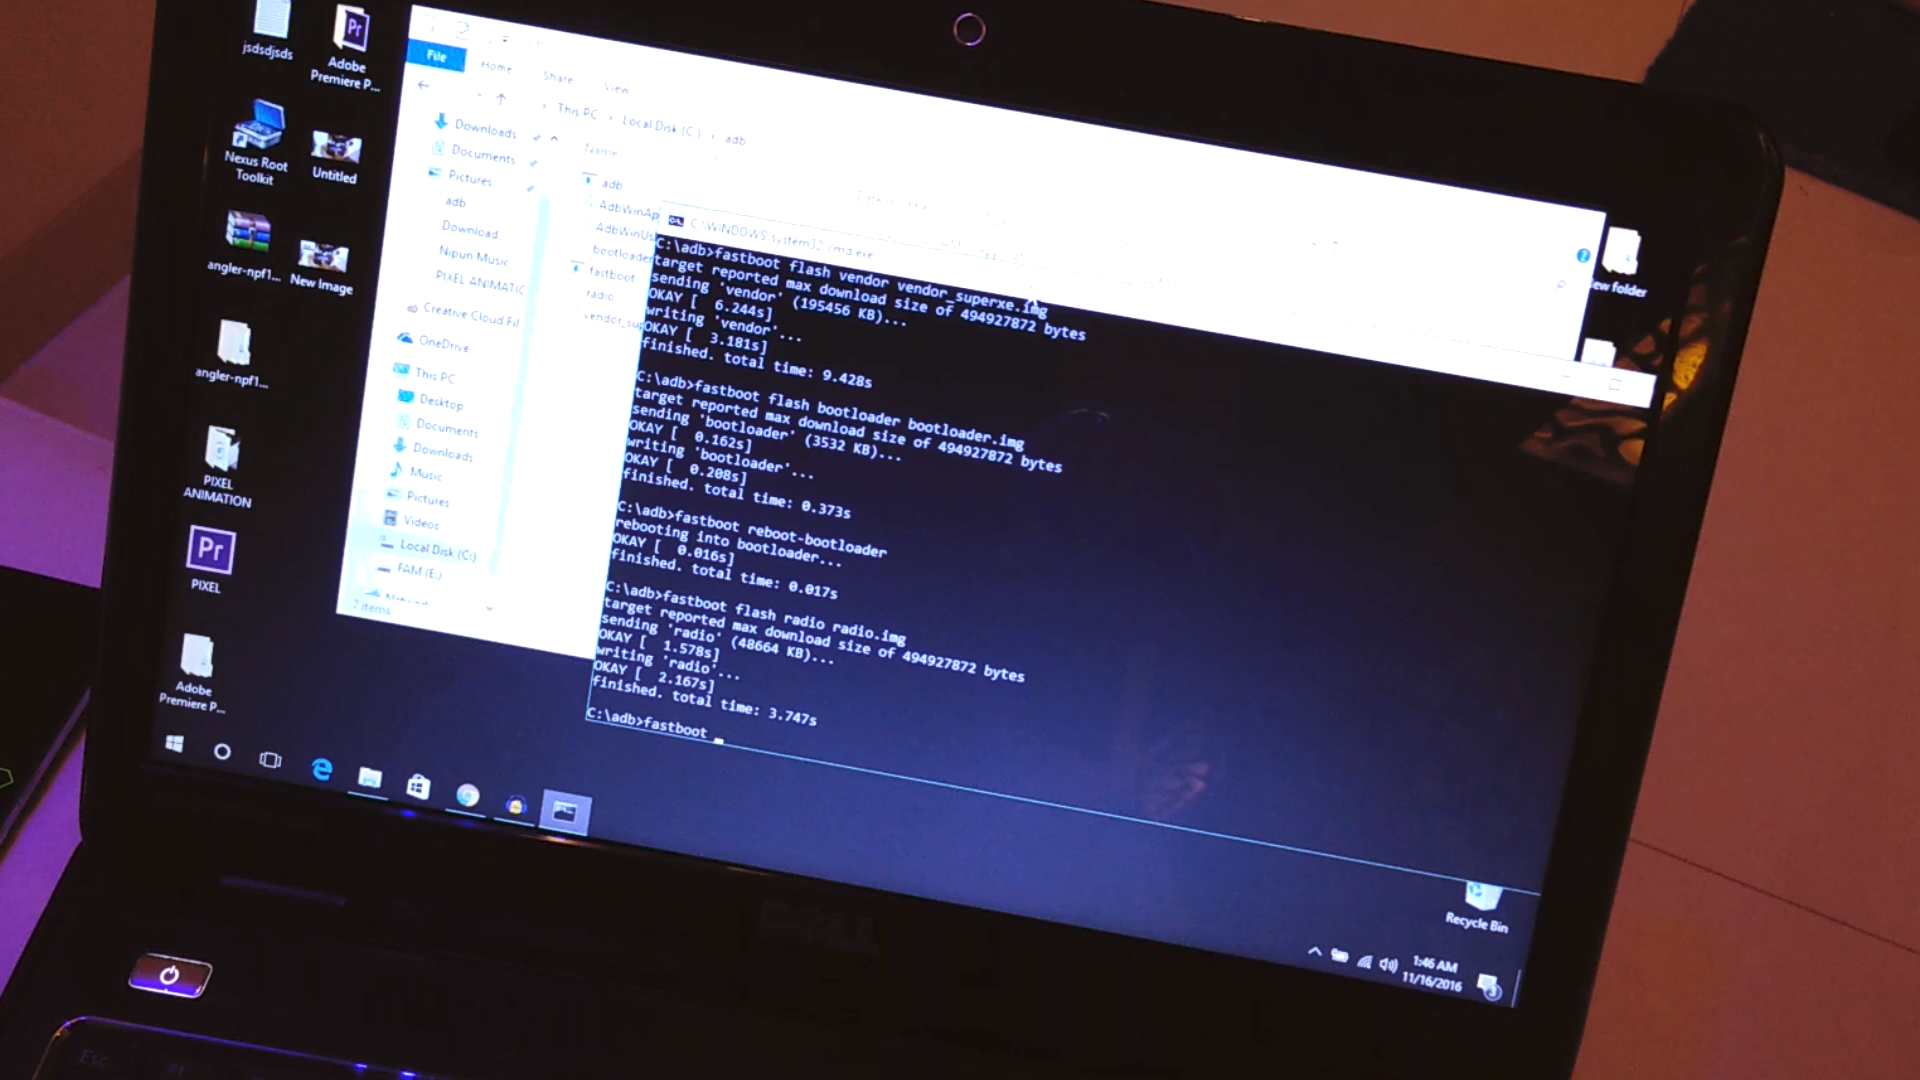 jsdsdjsds
Adobe
Premiere P...
Nexus Root
Toolkit
Untitled
angler-npf1...
New Image
angler-npf1...
PIXEL
ANIMATION
PIXEL
Adobe
Premiere P...
File
Home
Share
View
This PC
Local Disk (C:)
adb
Downloads
Documents
Pictures
adb
Download
Nipun Music
PIXEL ANIMATIC
Creative Cloud Fil
OneDrive
This PC
Desktop
Documents
Downloads
Music
Pictures
Videos
Local Disk (C:)
FAM (E:)
7 items
Name
adb
AdbWinAp
AdbWinUs
bootloader
fastboot
radio
vendor_sup
C:\WINDOWS\system32\cmd.exe
C:\adb>fastboot flash vendor vendor_superxe.img
target reported max download size of 494927872 bytes
sending 'vendor' (195456 KB)...
OKAY [  6.244s]
writing 'vendor'...
OKAY [  3.181s]
finished. total time: 9.428s
C:\adb>fastboot flash bootloader bootloader.img
target reported max download size of 494927872 bytes
sending 'bootloader' (3532 KB)...
OKAY [  0.162s]
writing 'bootloader'...
OKAY [  0.208s]
finished. total time: 0.373s
C:\adb>fastboot reboot-bootloader
rebooting into bootloader...
OKAY [  0.016s]
finished. total time: 0.017s
C:\adb>fastboot flash radio radio.img
target reported max download size of 494927872 bytes
sending 'radio' (48664 KB)...
OKAY [  1.578s]
writing 'radio'...
OKAY [  2.167s]
finished. total time: 3.747s
C:\adb>fastboot _
ew folder
Recycle Bin
1:46 AM
11/16/2016
3
DELL
Esc